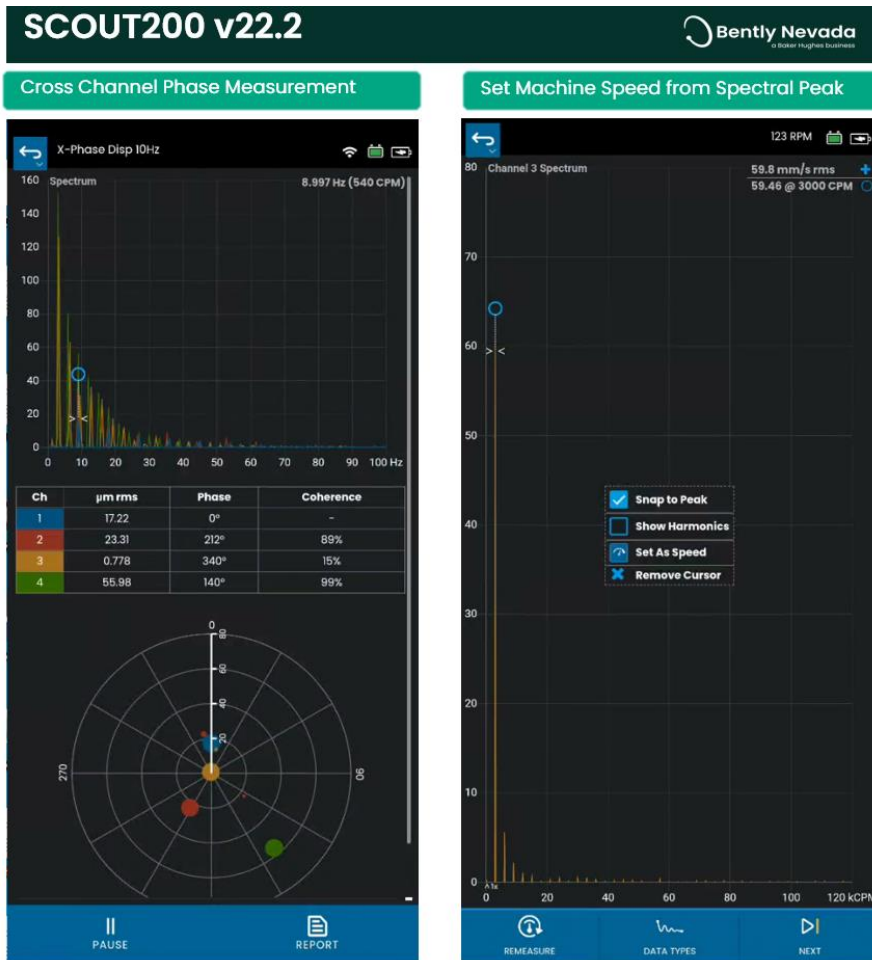 SCOUT200 v22.2
Bently Nevada
a Baker Hughes business
Cross Channel Phase Measurement
X-Phase Disp 10Hz
Spectrum
8.997 Hz (540 CPM)
160
140
120
100
80
60
40
20
0
0 10 20 30 40 50 60 70 80 90 100 Hz
Ch µm rms Phase Coherence
1 17.22 0° -
2 23.31 212° 89%
3 0.778 340° 15%
4 55.98 140° 99%
0
80
60
40
20
270
90
PAUSE
REPORT
Set Machine Speed from Spectral Peak
123 RPM
Channel 3 Spectrum
59.8 mm/s rms
59.46 @ 3000 CPM
80
70
60
50
40
30
20
10
0
Snap to Peak
Show Harmonics
Set As Speed
Remove Cursor
1x
0 20 40 60 80 100 120 kCPM
REMEASURE
DATA TYPES
NEXT